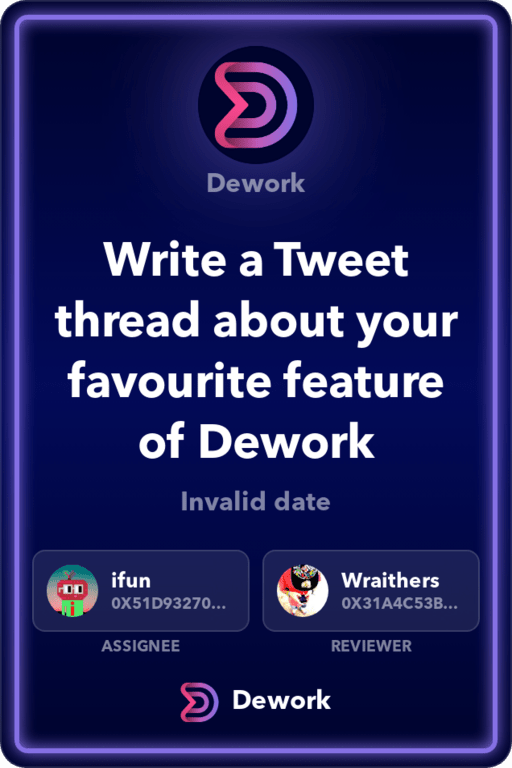 Dework
Write a Tweet
thread about your
favourite feature
of Dework
Invalid date
ifun
0X51D93270...
Wraithers
0X31A4C53B...
ASSIGNEE
REVIEWER
Dework